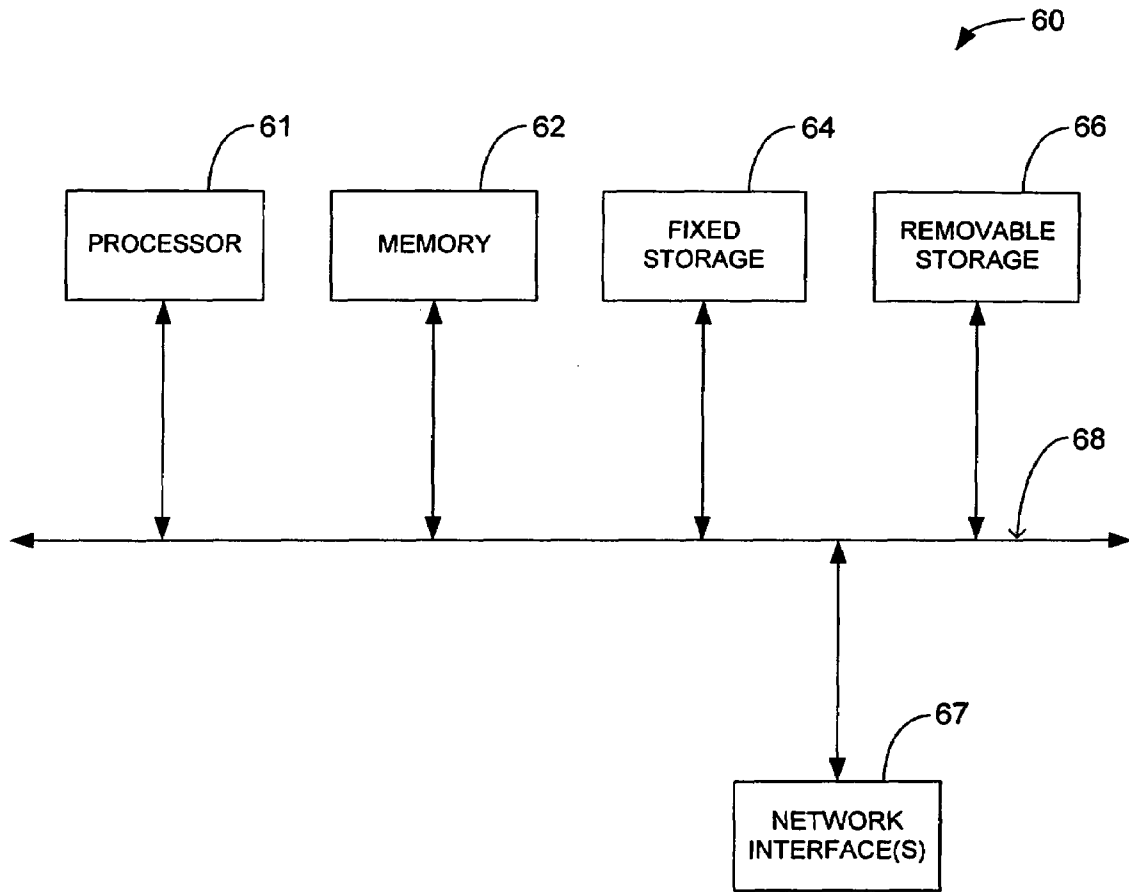 60
61
62
64
66
PROCESSOR
MEMORY
FIXED
STORAGE
REMOVABLE
STORAGE
68
67
NETWORK
INTERFACE(S)